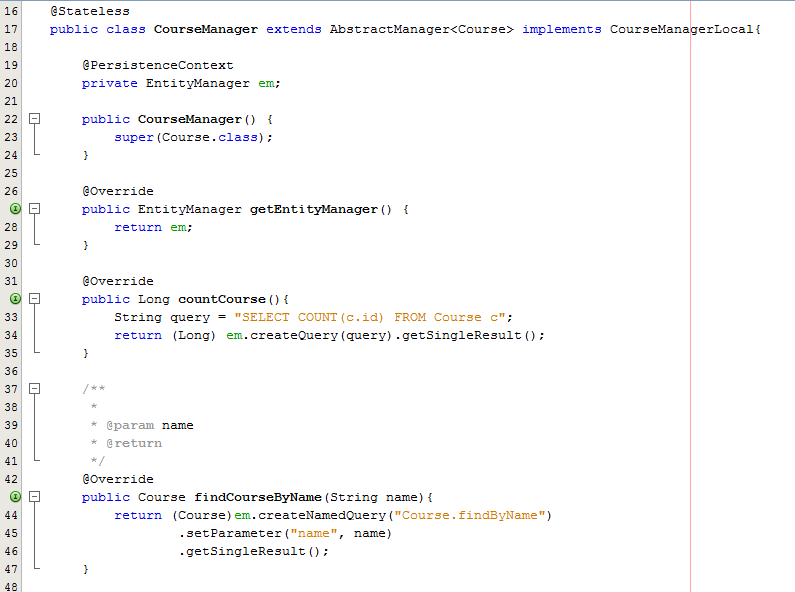 16 @Stateless
17 public class CourseManager extends AbstractManager<Course> implements CourseManagerLocal{
18
19 @PersistenceContext
20 private EntityManager em;
21
22 public CourseManager() {
23 super(Course.class);
24 }
25
26 @Override
public EntityManager getEntityManager() {
28 return em;
29 }
30
31 @Override
public Long countCourse(){
33 String query = "SELECT COUNT(c.id) FROM Course c";
34 return (Long) em.createQuery(query).getSingleResult();
35 }
36
37 /**
38 *
39 * @param name
40 * @return
41 */
42 @Override
public Course findCourseByName(String name){
44 return (Course)em.createNamedQuery("Course.findByName")
45 .setParameter("name", name)
46 .getSingleResult();
47 }
48